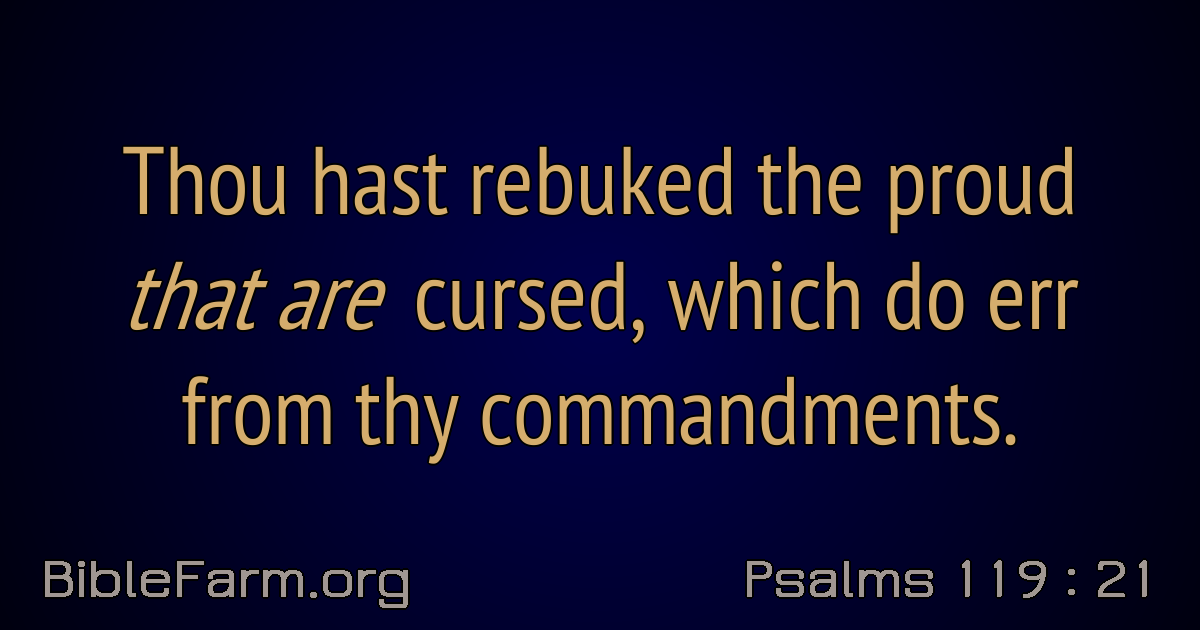 Thou hast rebuked the proud
that are cursed, which do err
from thy commandments.
BibleFarm.org
Psalms 119:21